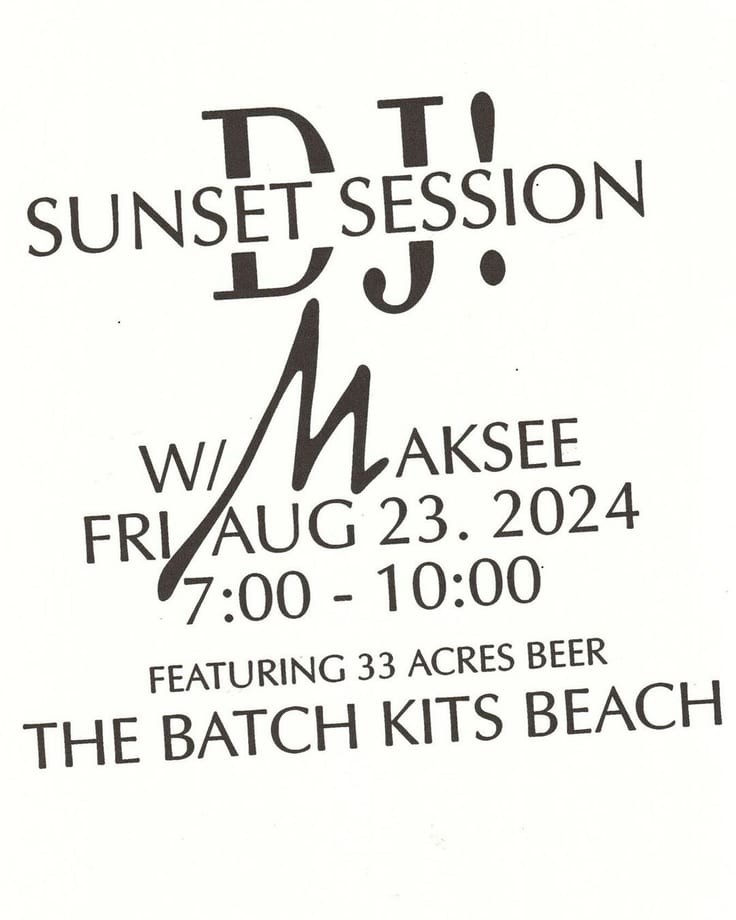 DJ!
SUNSET SESSION
W/ MAKSEE
FRI AUG 23. 2024
7:00 - 10:00
FEATURING 33 ACRES BEER
THE BATCH KITS BEACH